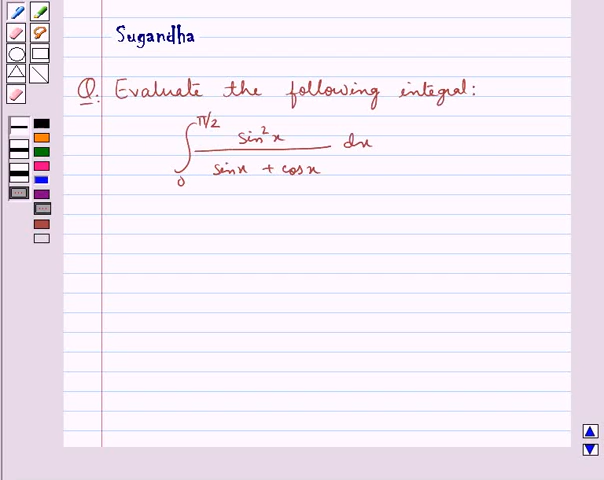 Sugandha
Q. Evaluate the following integral:
∫₀^{π/2} sin²x / (sinx + cosx) dx